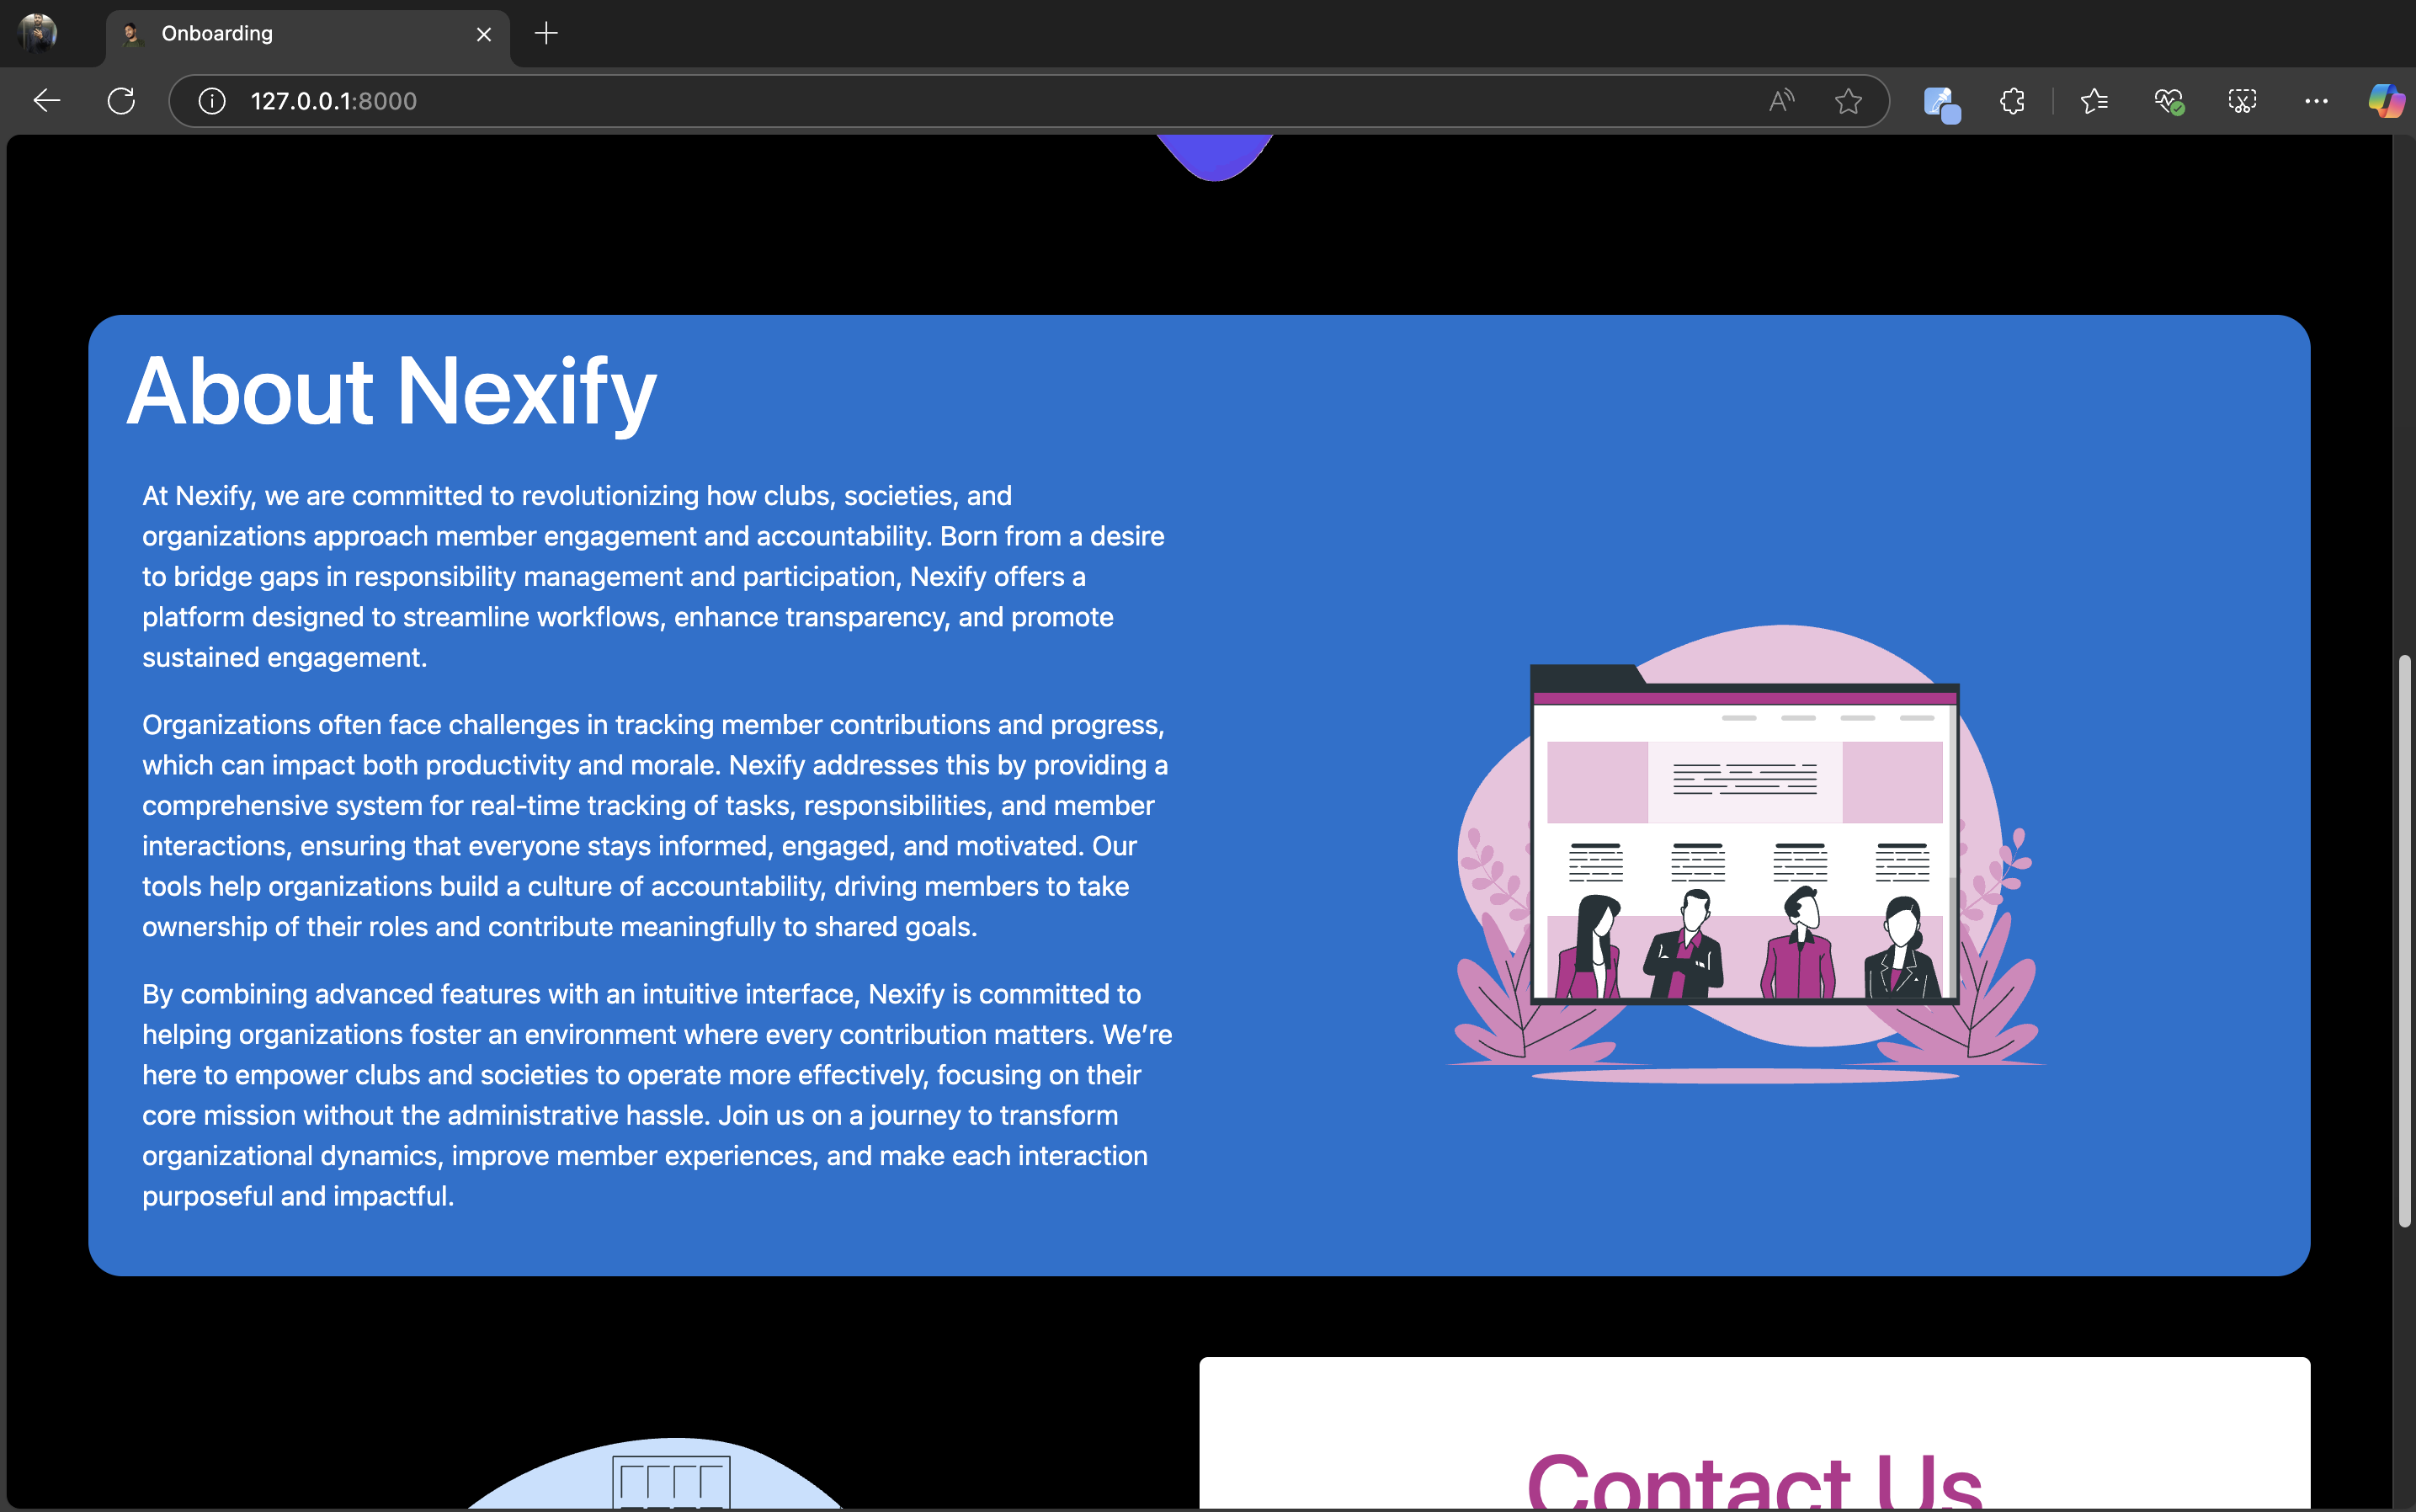 Onboarding
127.0.0.1:8000
About Nexify
At Nexify, we are committed to revolutionizing how clubs, societies, and
organizations approach member engagement and accountability. Born from a desire
to bridge gaps in responsibility management and participation, Nexify offers a
platform designed to streamline workflows, enhance transparency, and promote
sustained engagement.
Organizations often face challenges in tracking member contributions and progress,
which can impact both productivity and morale. Nexify addresses this by providing a
comprehensive system for real-time tracking of tasks, responsibilities, and member
interactions, ensuring that everyone stays informed, engaged, and motivated. Our
tools help organizations build a culture of accountability, driving members to take
ownership of their roles and contribute meaningfully to shared goals.
By combining advanced features with an intuitive interface, Nexify is committed to
helping organizations foster an environment where every contribution matters. We’re
here to empower clubs and societies to operate more effectively, focusing on their
core mission without the administrative hassle. Join us on a journey to transform
organizational dynamics, improve member experiences, and make each interaction
purposeful and impactful.
Contact Us